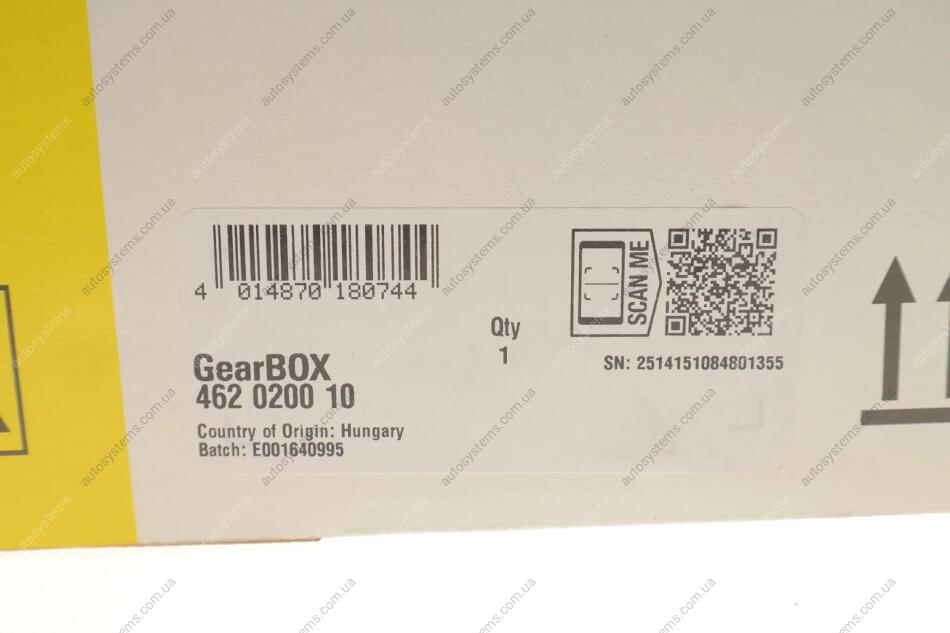 4 014870 180744
SCAN ME
Qty
1
SN: 2514151084801355
GearBOX
462 0200 10
Country of Origin: Hungary
Batch: E001640995
autosystems.com.ua